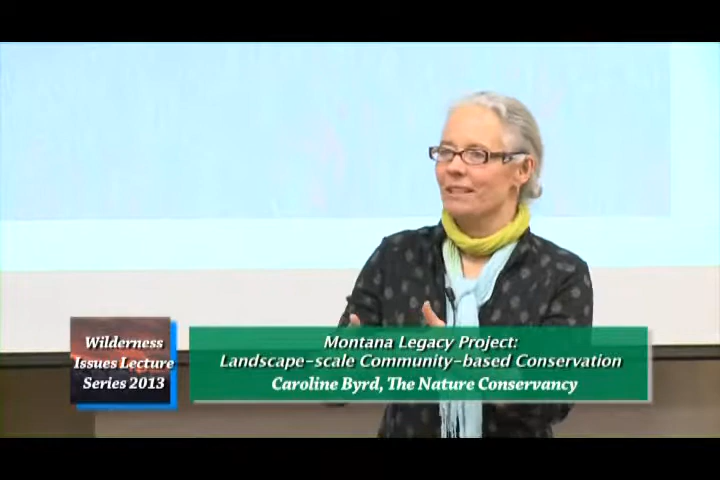 Wilderness
Issues Lecture
Series 2013
Montana Legacy Project:
Landscape-scale Community-based Conservation
Caroline Byrd, The Nature Conservancy